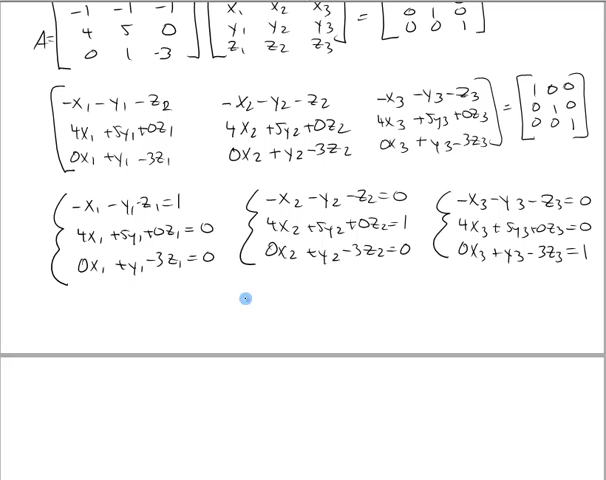 A= [ -1 -1 -1 ] [ x₁ x₂ x₃ ] = [
4 5 0 y₁ y₂ y₃ 0 1 0
0 1 -3 z₁ z₂ z₃ 0 0 1
-x₁ -y₁ -z₂ -x₂ -y₂ -z₂ -x₃ -y₃ -z₃ = 1 0 0
4x₁ +5y₁ +0z₁ 4x₂ +5y₂ +0z₂ 4x₃ +5y₃ +0z₃ 0 1 0
0x₁ +y₁ -3z₁ 0x₂ +y₂ -3z₂ 0x₃ +y₃ -3z₃ 0 0 1
-x₁ -y₁ -z₁ =1 -x₂ -y₂ -z₂ =0 -x₃ -y₃ -z₃ =0
4x₁ +5y₁ +0z₁ =0 4x₂ +5y₂ +0z₂ =1 4x₃ +5y₃ +0z₃ =0
0x₁ +y₁ -3z₁ =0 0x₂ +y₂ -3z₂ =0 0x₃ +y₃ -3z₃ =1